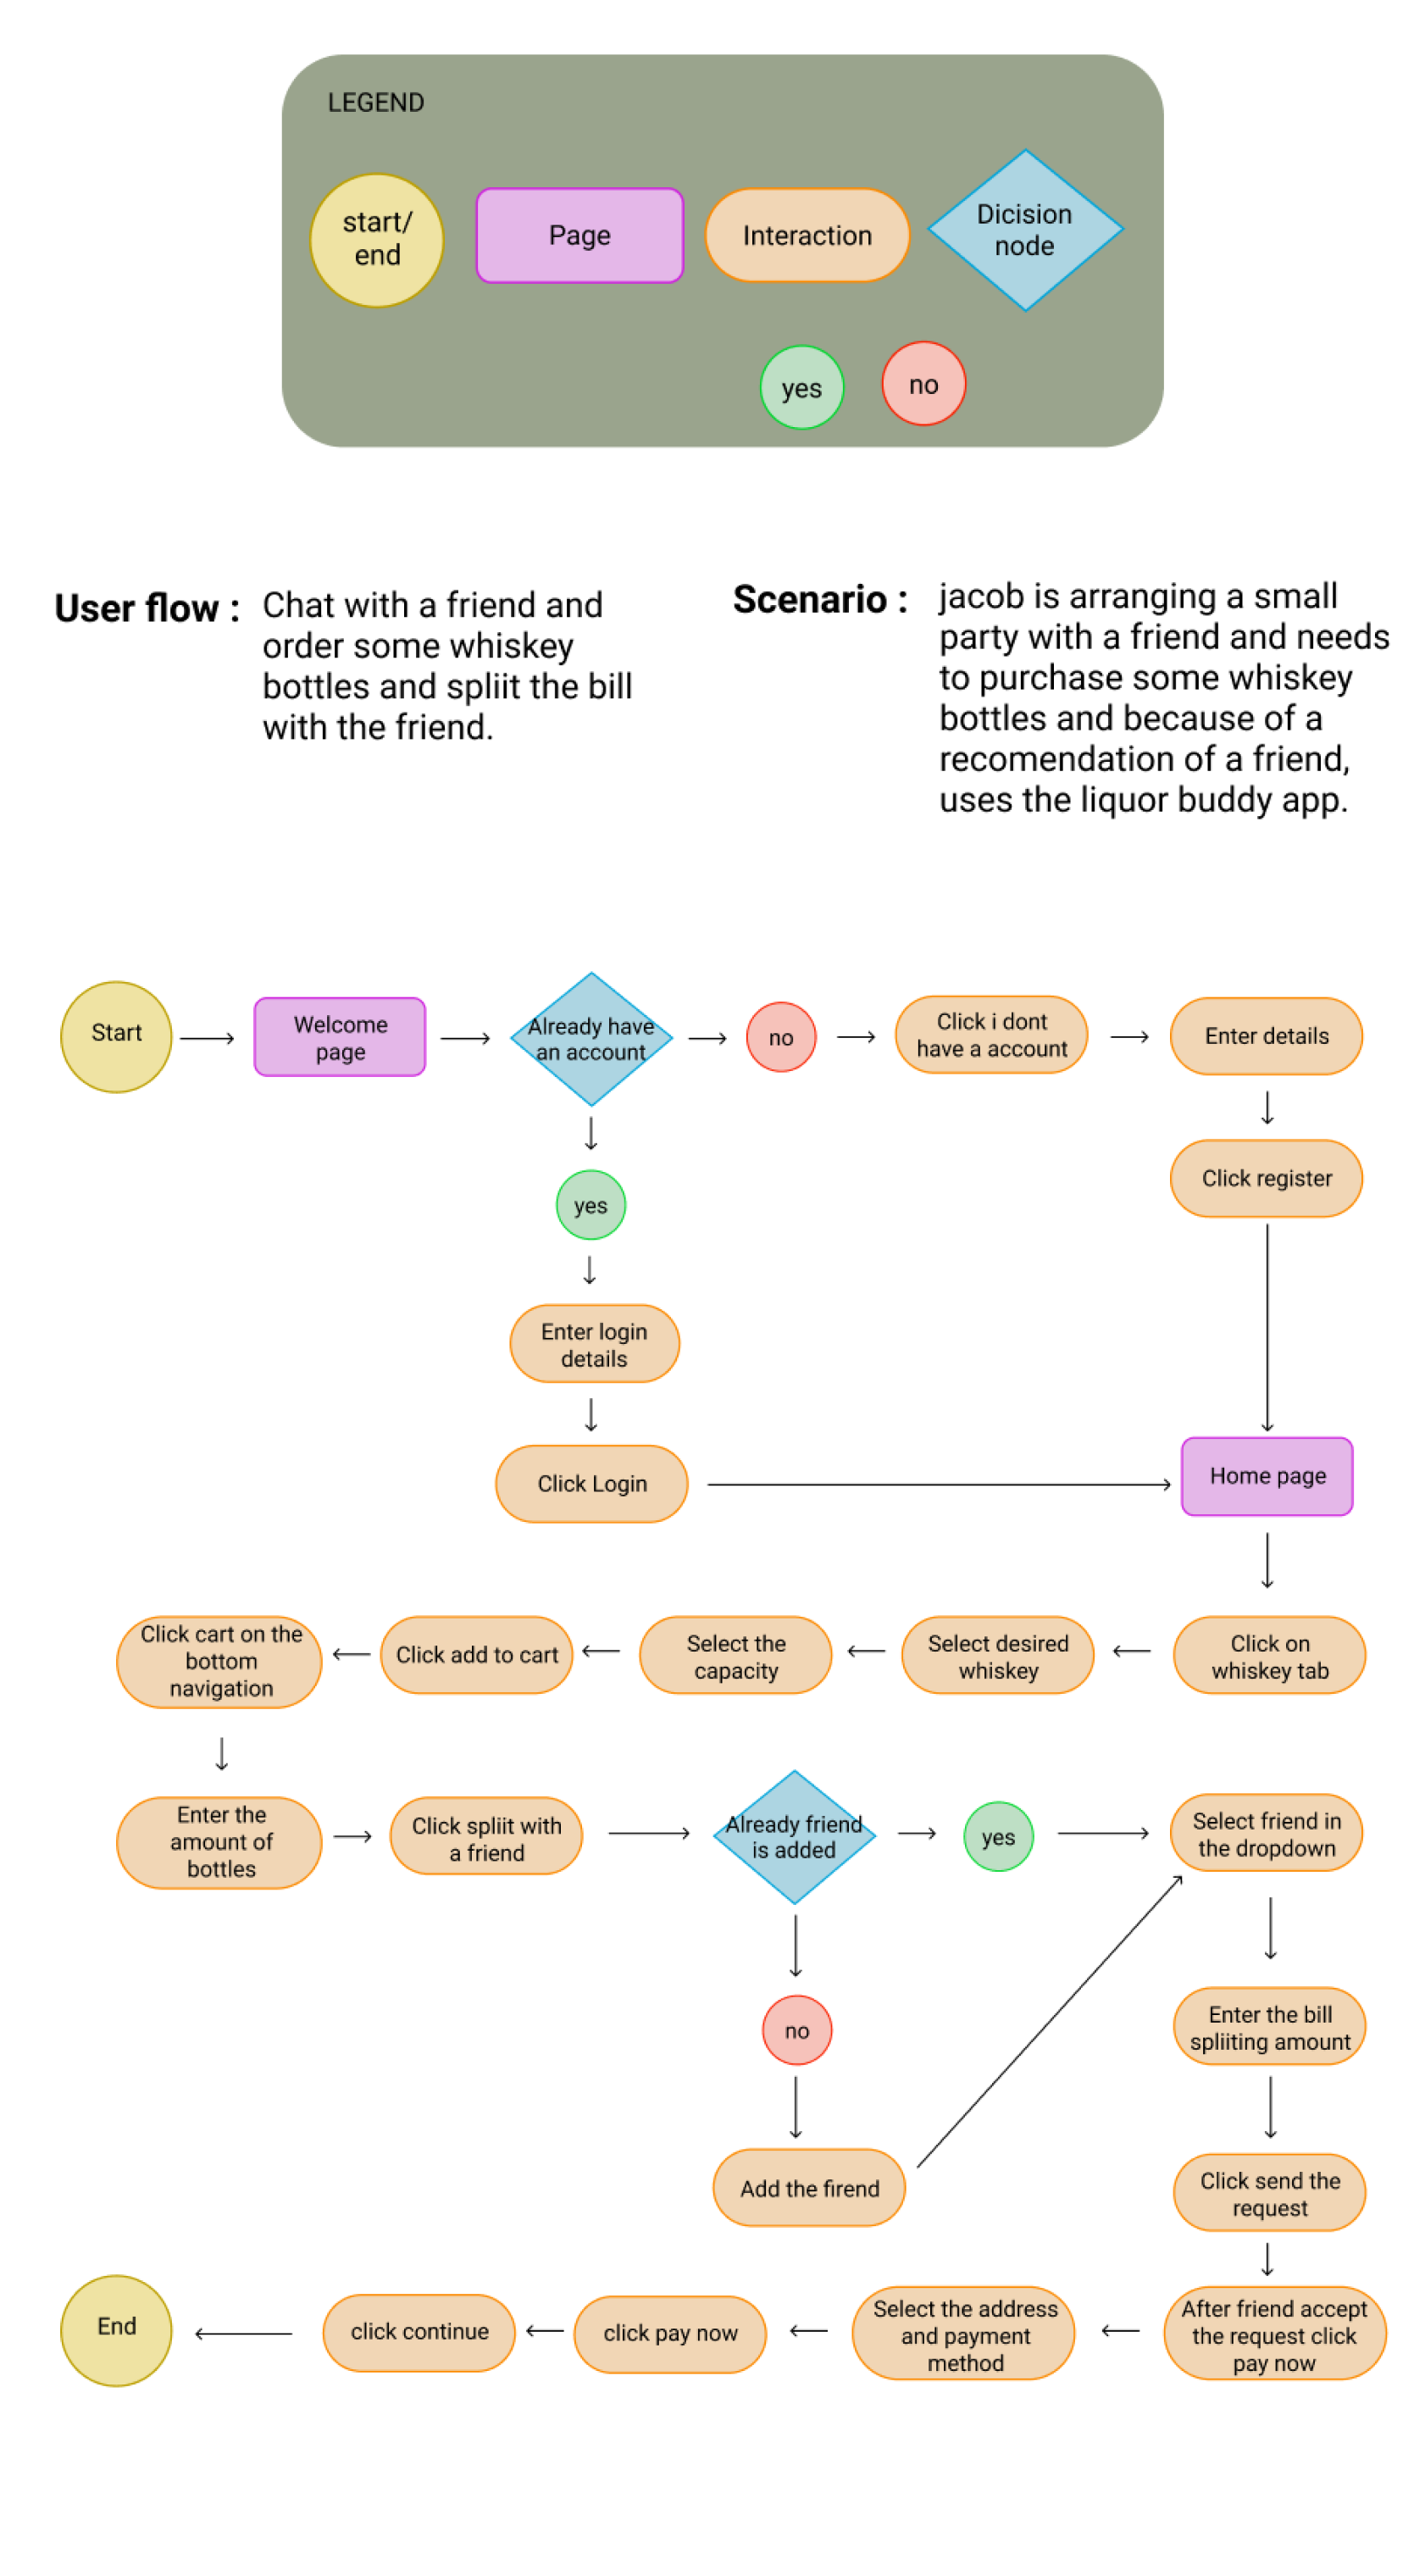 LEGEND
start/
end
Page
Interaction
Dicision
node
yes
no
User flow :
Chat with a friend and
order some whiskey
bottles and spliit the bill
with the friend.
Scenario :
jacob is arranging a small
party with a friend and needs
to purchase some whiskey
bottles and because of a
recomendation of a friend,
uses the liquor buddy app.
Start
Welcome
page
Already have
an account
no
Click i dont
have a account
Enter details
Click register
yes
Enter login
details
Click Login
Home page
Click on
whiskey tab
Select desired
whiskey
Select the
capacity
Click add to cart
Click cart on the
bottom
navigation
Enter the
amount of
bottles
Click spliit with
a friend
Already friend
is added
yes
Select friend in
the dropdown
no
Add the firend
Enter the bill
spliiting amount
Click send the
request
After friend accept
the request click
pay now
Select the address
and payment
method
click pay now
click continue
End